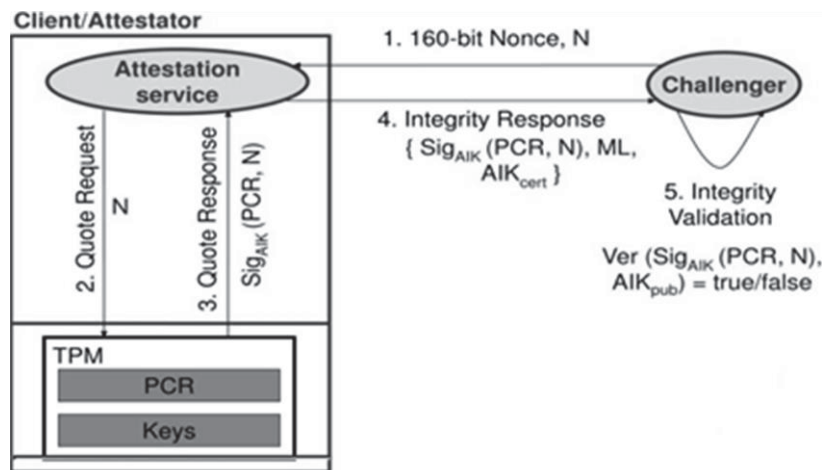 Client/Attestator
Attestation
service
1. 160-bit Nonce, N
Challenger
4. Integrity Response
{ SigAIK (PCR, N), ML,
AIKcert }
2. Quote Request
N
3. Quote Response
SigAIK (PCR, N)
5. Integrity
Validation
Ver (SigAIK (PCR, N),
AIKpub) = true/false
TPM
PCR
Keys